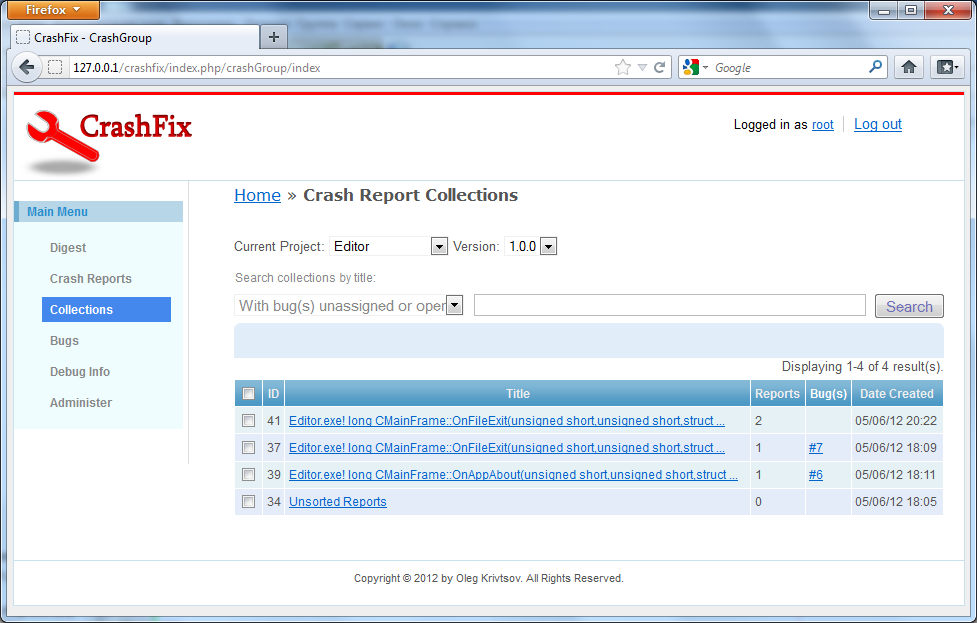 Firefox
CrashFix - CrashGroup
127.0.0.1/crashfix/index.php/crashGroup/index
Google
CrashFix
Logged in as root Log out
Home » Crash Report Collections
Main Menu
Digest
Crash Reports
Collections
Bugs
Debug Info
Administer
Current Project: Editor Version: 1.0.0
Search collections by title:
With bug(s) unassigned or oper Search
Displaying 1-4 of 4 result(s).
ID Title Reports Bug(s) Date Created
41 Editor.exe! long CMainFrame::OnFileExit(unsigned short,unsigned short,struct ... 2 05/06/12 20:22
37 Editor.exe! long CMainFrame::OnFileExit(unsigned short,unsigned short,struct ... 1 #7 05/06/12 18:09
39 Editor.exe! long CMainFrame::OnAppAbout(unsigned short,unsigned short,struct ... 1 #6 05/06/12 18:11
34 Unsorted Reports 0 05/06/12 18:05
Copyright © 2012 by Oleg Krivtsov. All Rights Reserved.